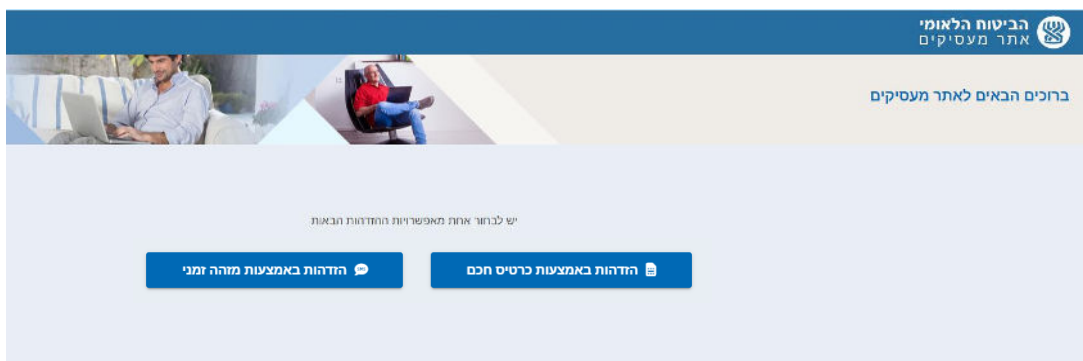 הביטוח הלאומי
אתר מעסיקים
ברוכים הבאים לאתר מעסיקים
יש לבחור אחת מאפשרויות ההזדהות הבאות
הזדהות באמצעות כרטיס חכם
הזדהות באמצעות מזהה זמני